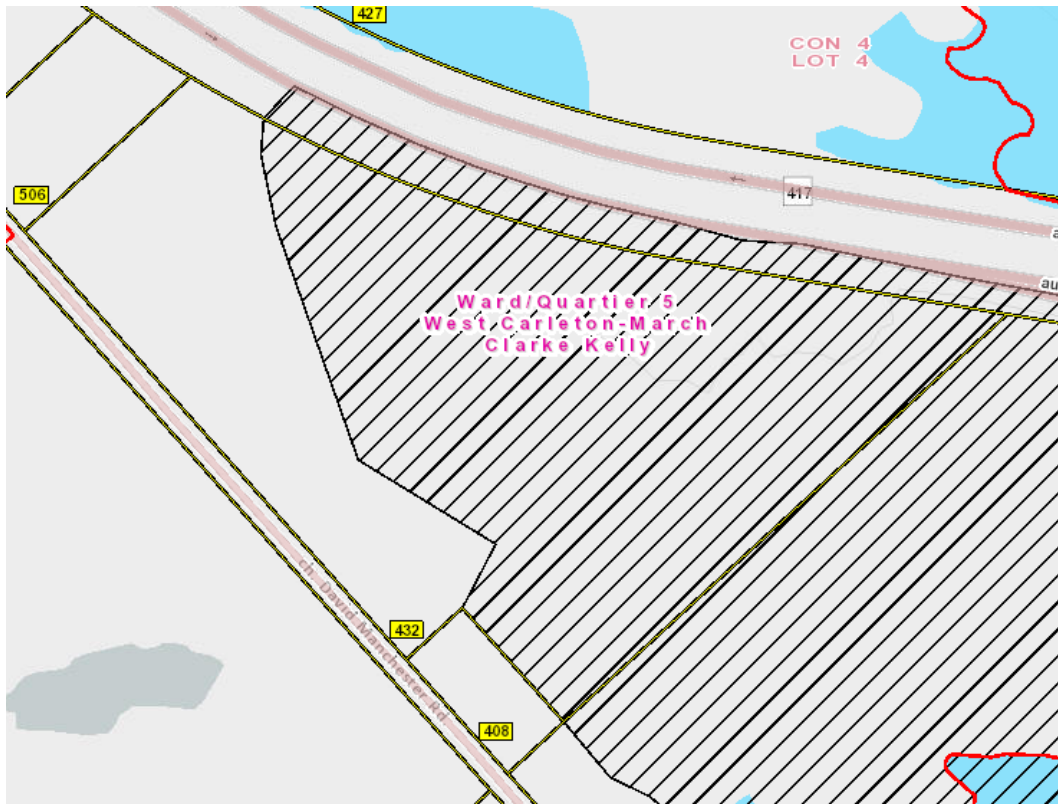 427
CON 4
LOT 4
506
417
a
au
Ward/Quartier 5
West Carleton-March
Clarke Kelly
ch. David Manchester Rd.
432
408